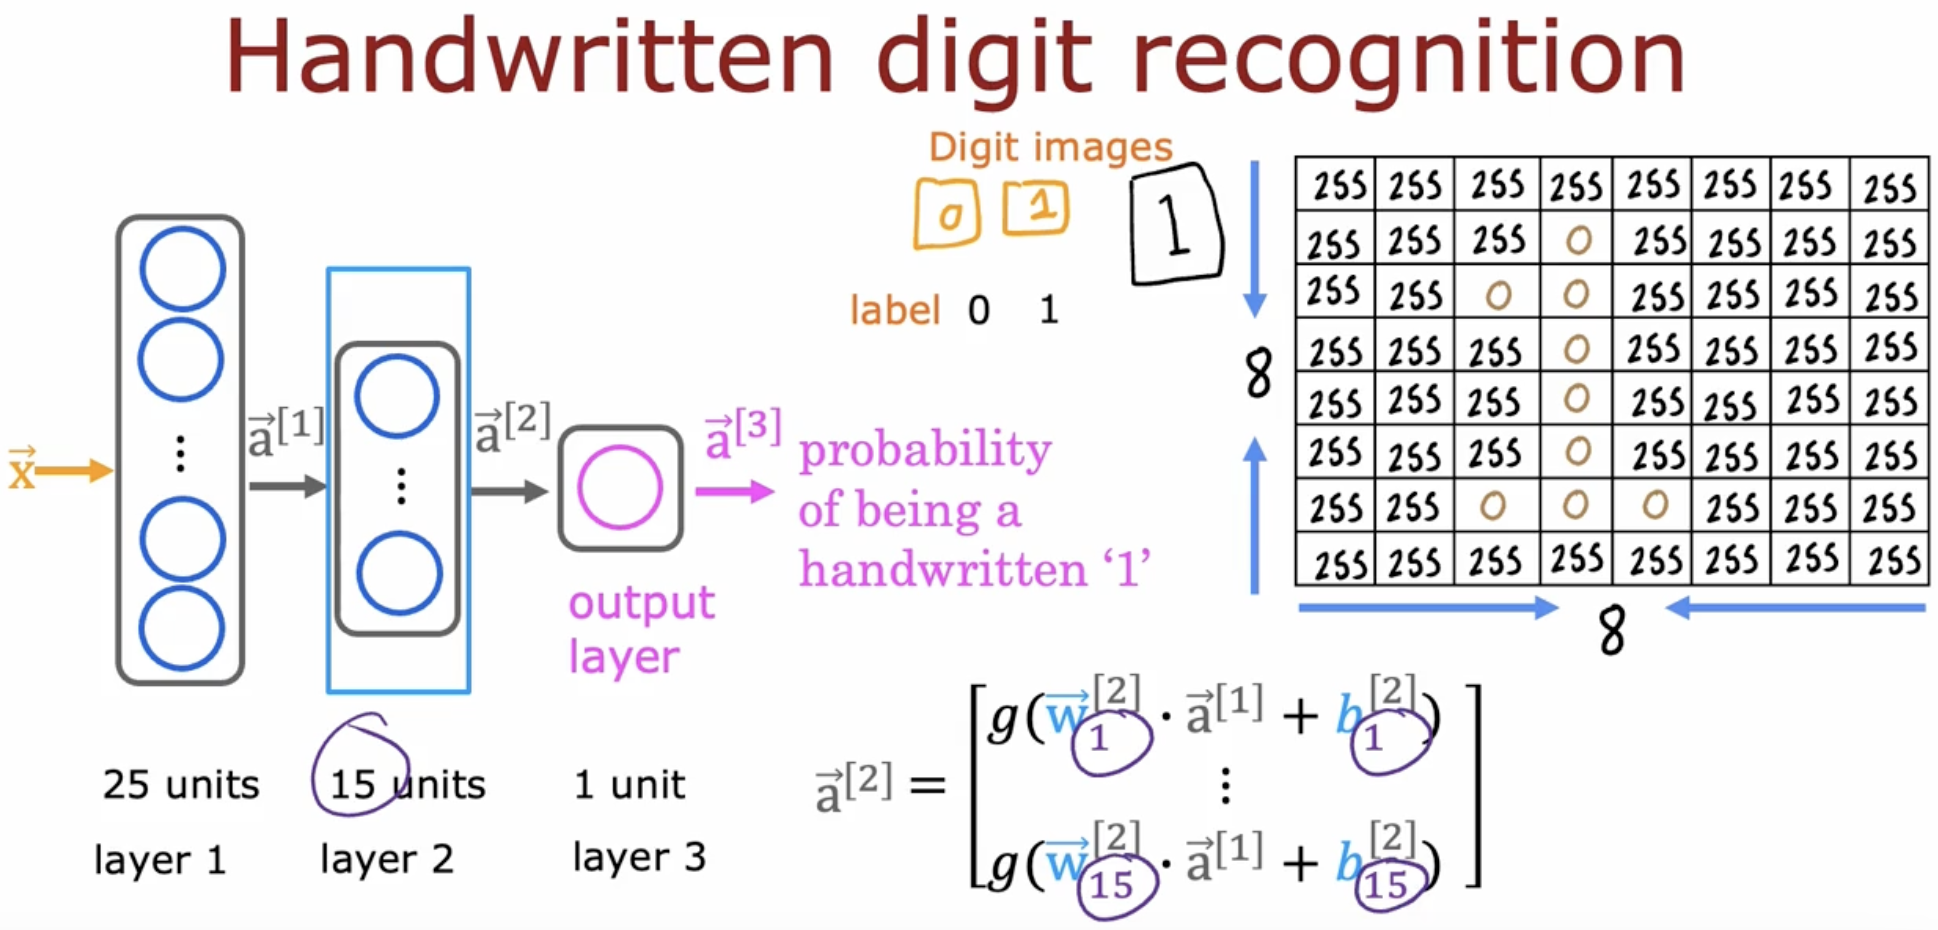 Handwritten digit recognition
Digit images
0 1 1
label 0 1
255 255 255 255 255 255 255 255
255 255 255 0 255 255 255 255
255 255 0 0 255 255 255 255
255 255 255 0 255 255 255 255
255 255 255 0 255 255 255 255
255 255 255 0 255 255 255 255
255 255 0 0 0 255 255 255
255 255 255 255 255 255 255 255
8
8
x⃗
⋮
a⃗[1]
⋮
a⃗[2]
a⃗[3]
probability
of being a
handwritten ‘1’
output
layer
25 units 15 units 1 unit
layer 1 layer 2 layer 3
a⃗[2] =
g(w⃗1[2] · a⃗[1] + b1[2])
⋮
g(w⃗15[2] · a⃗[1] + b15[2])